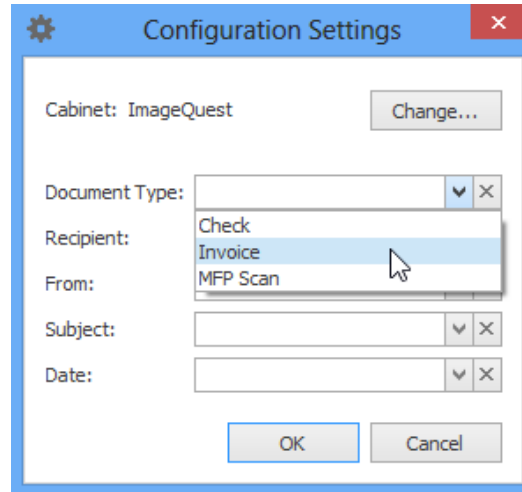 Configuration Settings
Cabinet: ImageQuest
Change...
Document Type:
Check
Recipient:
Invoice
From:
MFP Scan
Subject:
Date:
OK
Cancel